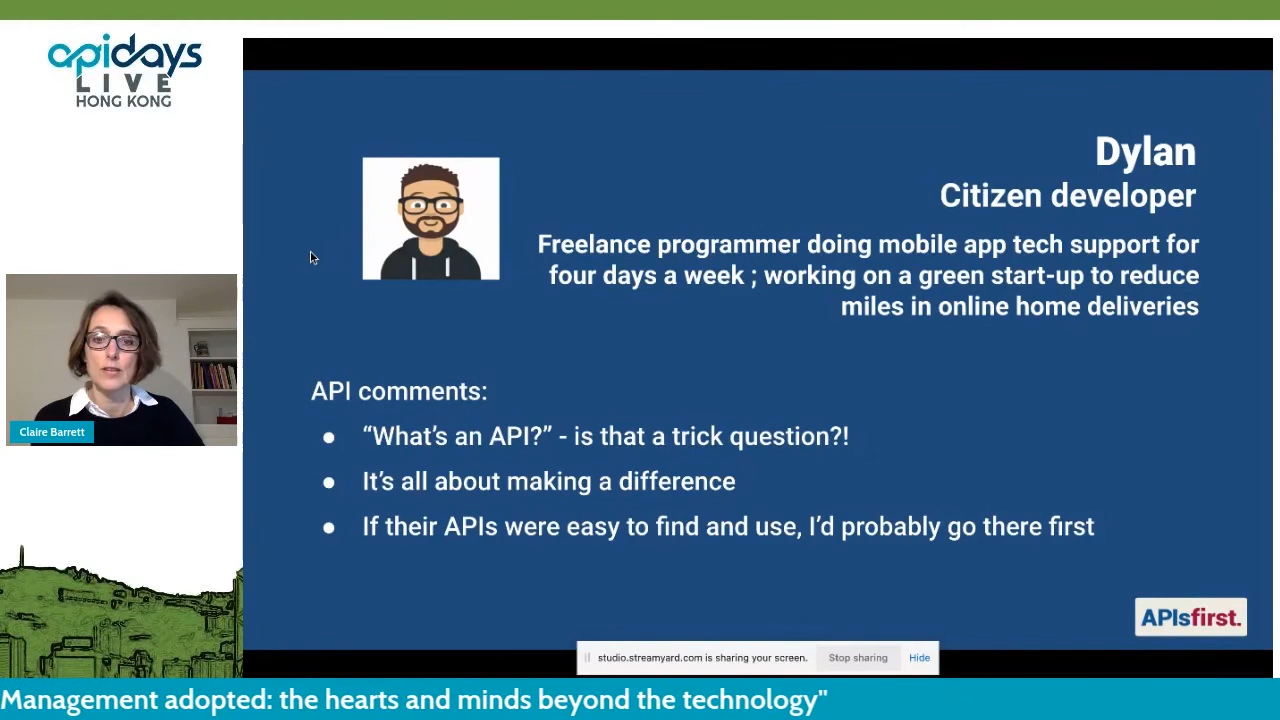 apidays
LIVE
HONG KONG
Dylan
Citizen developer
Freelance programmer doing mobile app tech support for
four days a week ; working on a green start-up to reduce
miles in online home deliveries
API comments:
● “What’s an API?” - is that a trick question?!
● It’s all about making a difference
● If their APIs were easy to find and use, I’d probably go there first
Claire Barrett
APIsfirst.
studio.streamyard.com is sharing your screen. Stop sharing Hide
Management adopted: the hearts and minds beyond the technology"